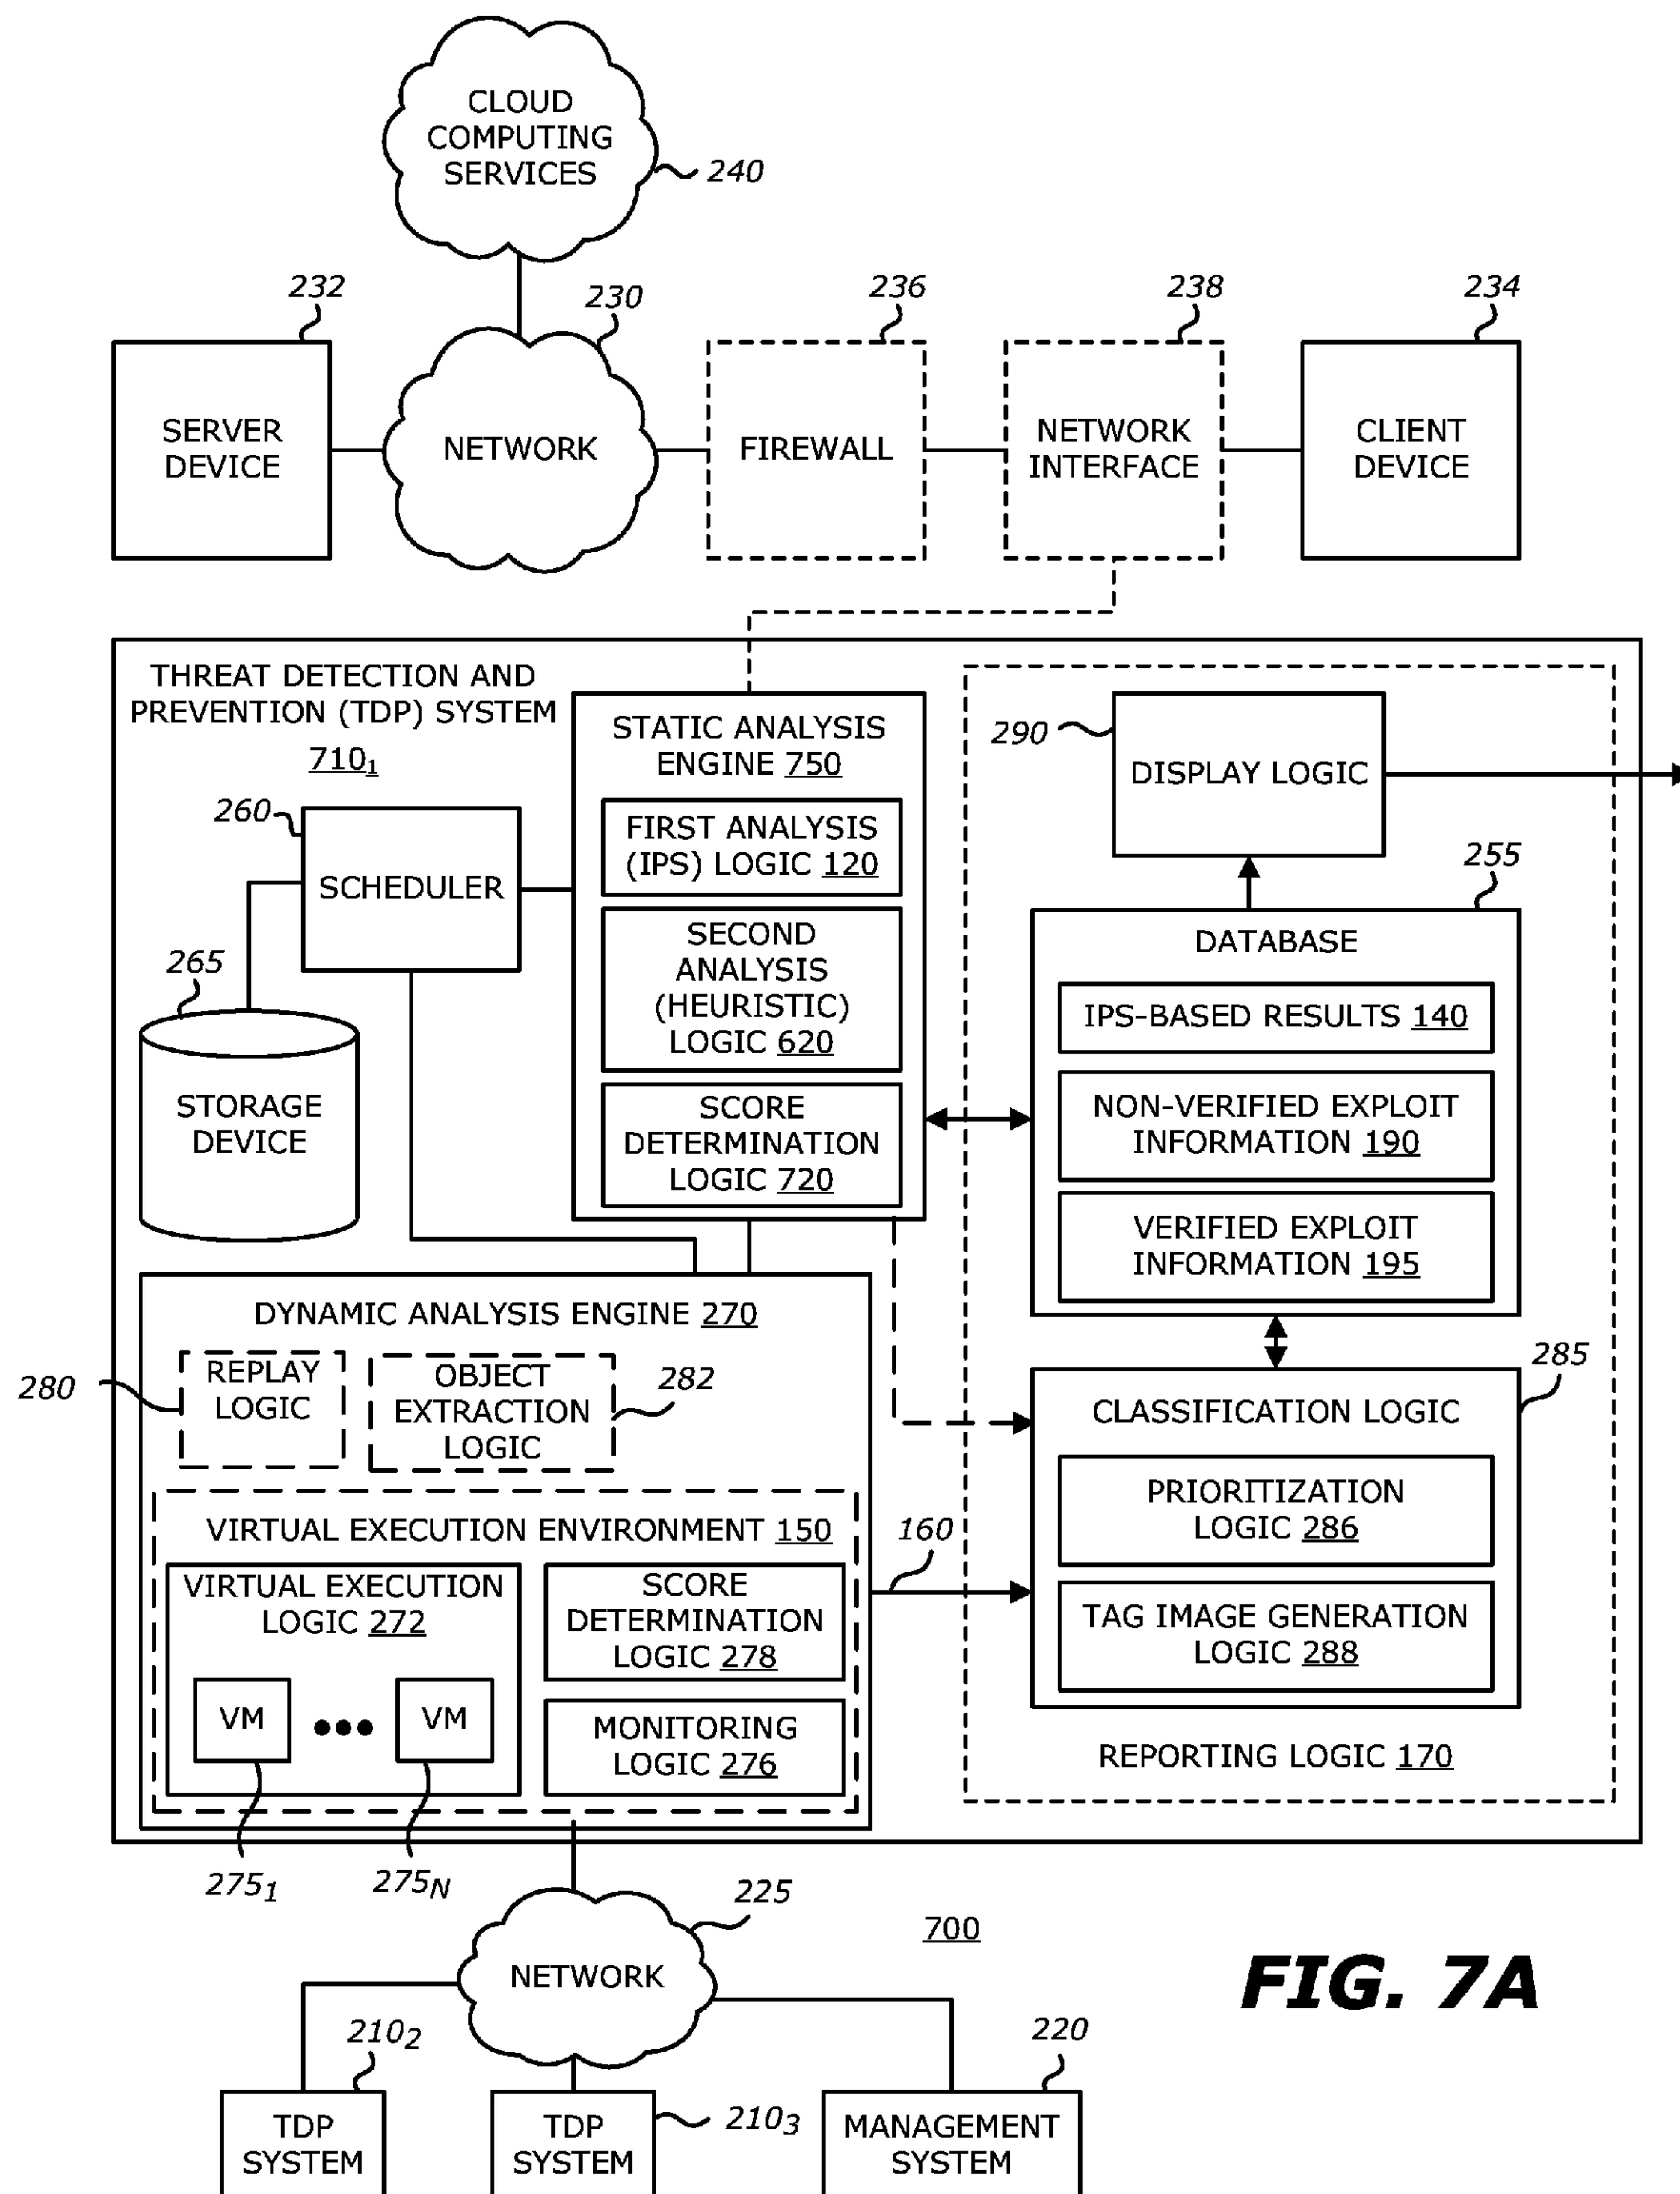 CLOUD
COMPUTING
SERVICES
240
232
230
236
238
234
SERVER
DEVICE
NETWORK
FIREWALL
NETWORK
INTERFACE
CLIENT
DEVICE
THREAT DETECTION AND
PREVENTION (TDP) SYSTEM
710₁
STATIC ANALYSIS
ENGINE 750
FIRST ANALYSIS
(IPS) LOGIC 120
SECOND
ANALYSIS
(HEURISTIC)
LOGIC 620
SCORE
DETERMINATION
LOGIC 720
260
SCHEDULER
265
STORAGE
DEVICE
290
DISPLAY LOGIC
255
DATABASE
IPS-BASED RESULTS 140
NON-VERIFIED EXPLOIT
INFORMATION 190
VERIFIED EXPLOIT
INFORMATION 195
DYNAMIC ANALYSIS ENGINE 270
280
REPLAY
LOGIC
OBJECT
EXTRACTION
LOGIC
282
285
CLASSIFICATION LOGIC
PRIORITIZATION
LOGIC 286
TAG IMAGE GENERATION
LOGIC 288
REPORTING LOGIC 170
VIRTUAL EXECUTION ENVIRONMENT 150
160
VIRTUAL EXECUTION
LOGIC 272
VM
VM
SCORE
DETERMINATION
LOGIC 278
MONITORING
LOGIC 276
275₁
275N
225
NETWORK
700
FIG. 7A
210₂
TDP
SYSTEM
TDP
SYSTEM
210₃
220
MANAGEMENT
SYSTEM